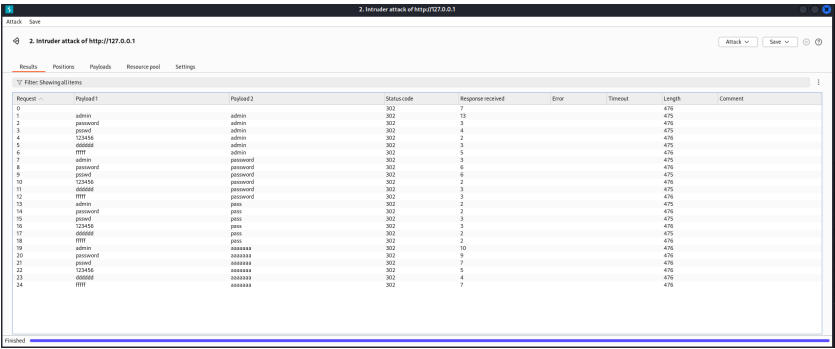 2. Intruder attack of http://127.0.0.1
Attack Save
2. Intruder attack of http://127.0.0.1
Attack Save
Results Positions Payloads Resource pool Settings
Filter: Showing all items
Request Payload 1 Payload 2 Status code Response received Error Timeout Length Comment
0 302 7 476
1 admin admin 302 13 475
2 password admin 302 3 476
3 psswd admin 302 4 475
4 123456 admin 302 2 476
5 dddddd admin 302 3 475
6 fffff admin 302 5 476
7 admin password 302 3 475
8 password password 302 6 476
9 psswd password 302 6 475
10 123456 password 302 2 476
11 dddddd password 302 3 475
12 fffff password 302 3 476
13 admin pass 302 2 475
14 password pass 302 2 476
15 psswd pass 302 3 475
16 123456 pass 302 3 476
17 dddddd pass 302 2 475
18 fffff pass 302 2 476
19 admin aaaaaaa 302 10 476
20 password aaaaaaa 302 9 476
21 psswd aaaaaaa 302 7 476
22 123456 aaaaaaa 302 5 476
23 dddddd aaaaaaa 302 4 476
24 fffff aaaaaaa 302 7 476
Finished